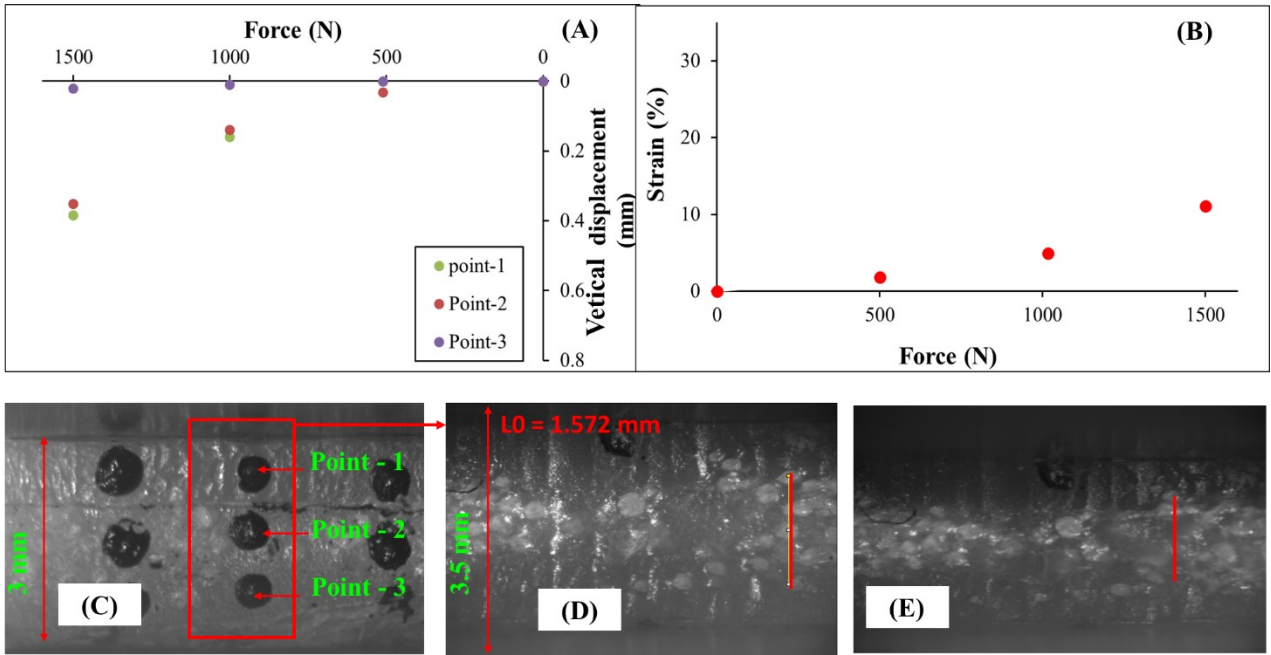 Force (N)
(A)
1500 1000 500 0
0
0.2
0.4
0.6
0.8
Vetical displacement
(mm)
point-1
Point-2
Point-3
(B)
Strain (%)
30
20
10
0
0 500 1000 1500
Force (N)
3 mm
Point - 1
Point - 2
Point - 3
(C)
L0 = 1.572 mm
3.5 mm
(D)
(E)